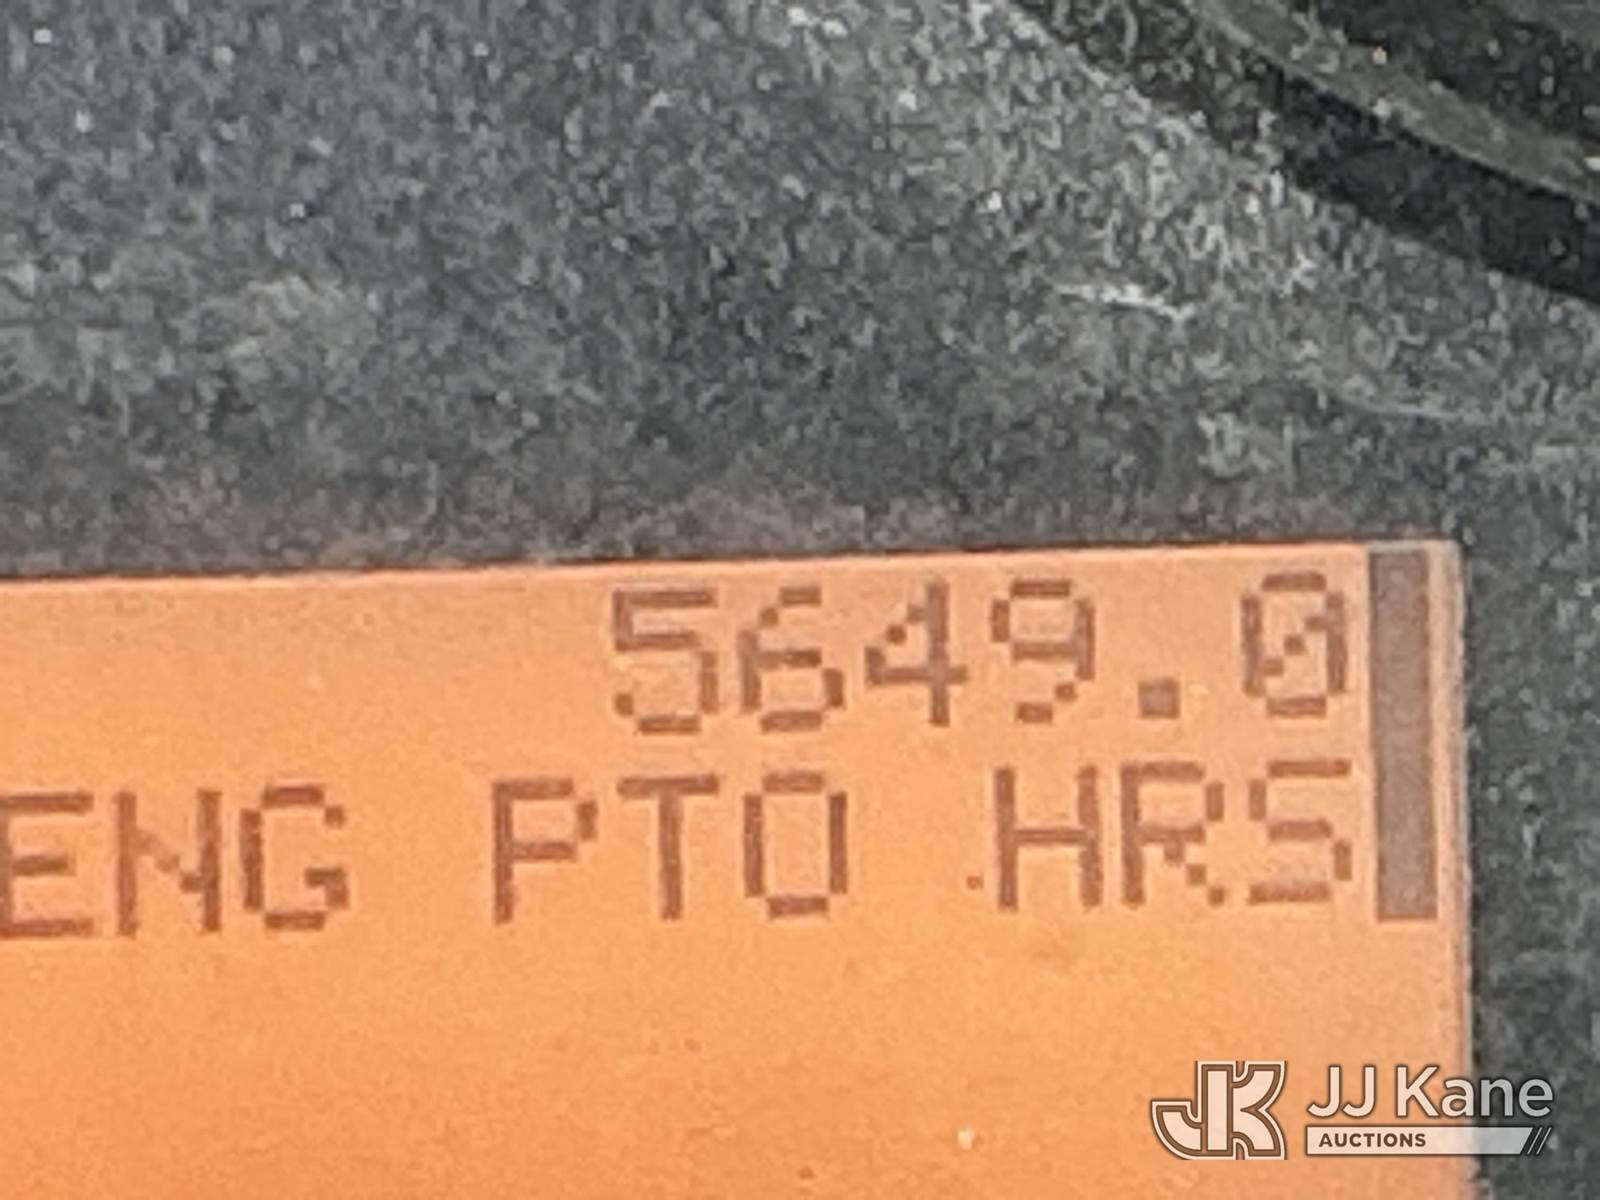 5649.0
ENG PTO HRS
JJ Kane
AUCTIONS